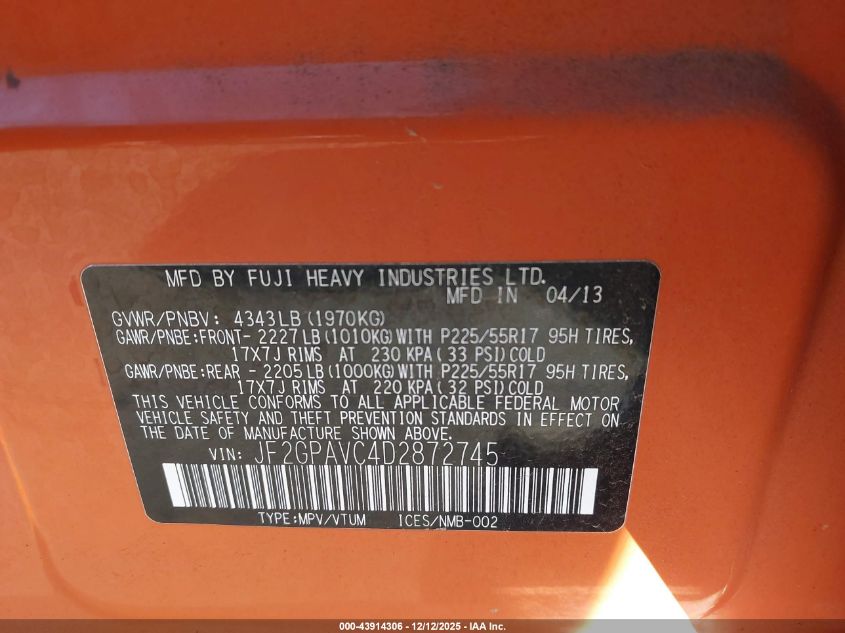 MFD BY FUJI HEAVY INDUSTRIES LTD.
MFD IN 04/13
GVWR/PNBV: 4343LB(1970KG)
GAWR/PNBE:FRONT- 2227LB(1010KG)WITH P225/55R17 95H TIRES,
17X7J RIMS AT 230 KPA(33 PSI)COLD
GAWR/PNBE:REAR - 2205LB(1000KG)WITH P225/55R17 95H TIRES,
17X7J RIMS AT 220 KPA(32 PSI)COLD
THIS VEHICLE CONFORMS TO ALL APPLICABLE FEDERAL MOTOR
VEHICLE SAFETY AND THEFT PREVENTION STANDARDS IN EFFECT ON
THE DATE OF MANUFACTURE SHOWN ABOVE.
VIN: JF2GPAVC4D2872745
TYPE:MPV/VTUM ICES/NMB-002
000-43914306 - 12/12/2025 - IAA Inc.